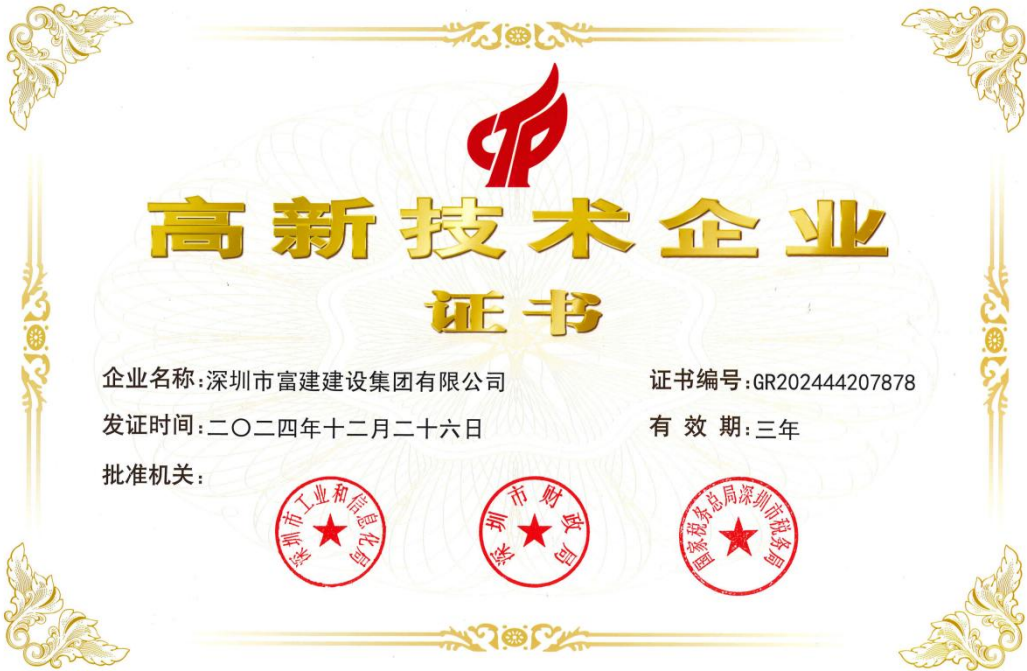 高新技术企业
证书
企业名称:深圳市富建建设集团有限公司
证书编号:GR202444207878
发证时间:二〇二四年十二月二十六日
有效期:三年
批准机关:
深圳市工业和信息化局
深圳市财政局
国家税务总局深圳市税务局